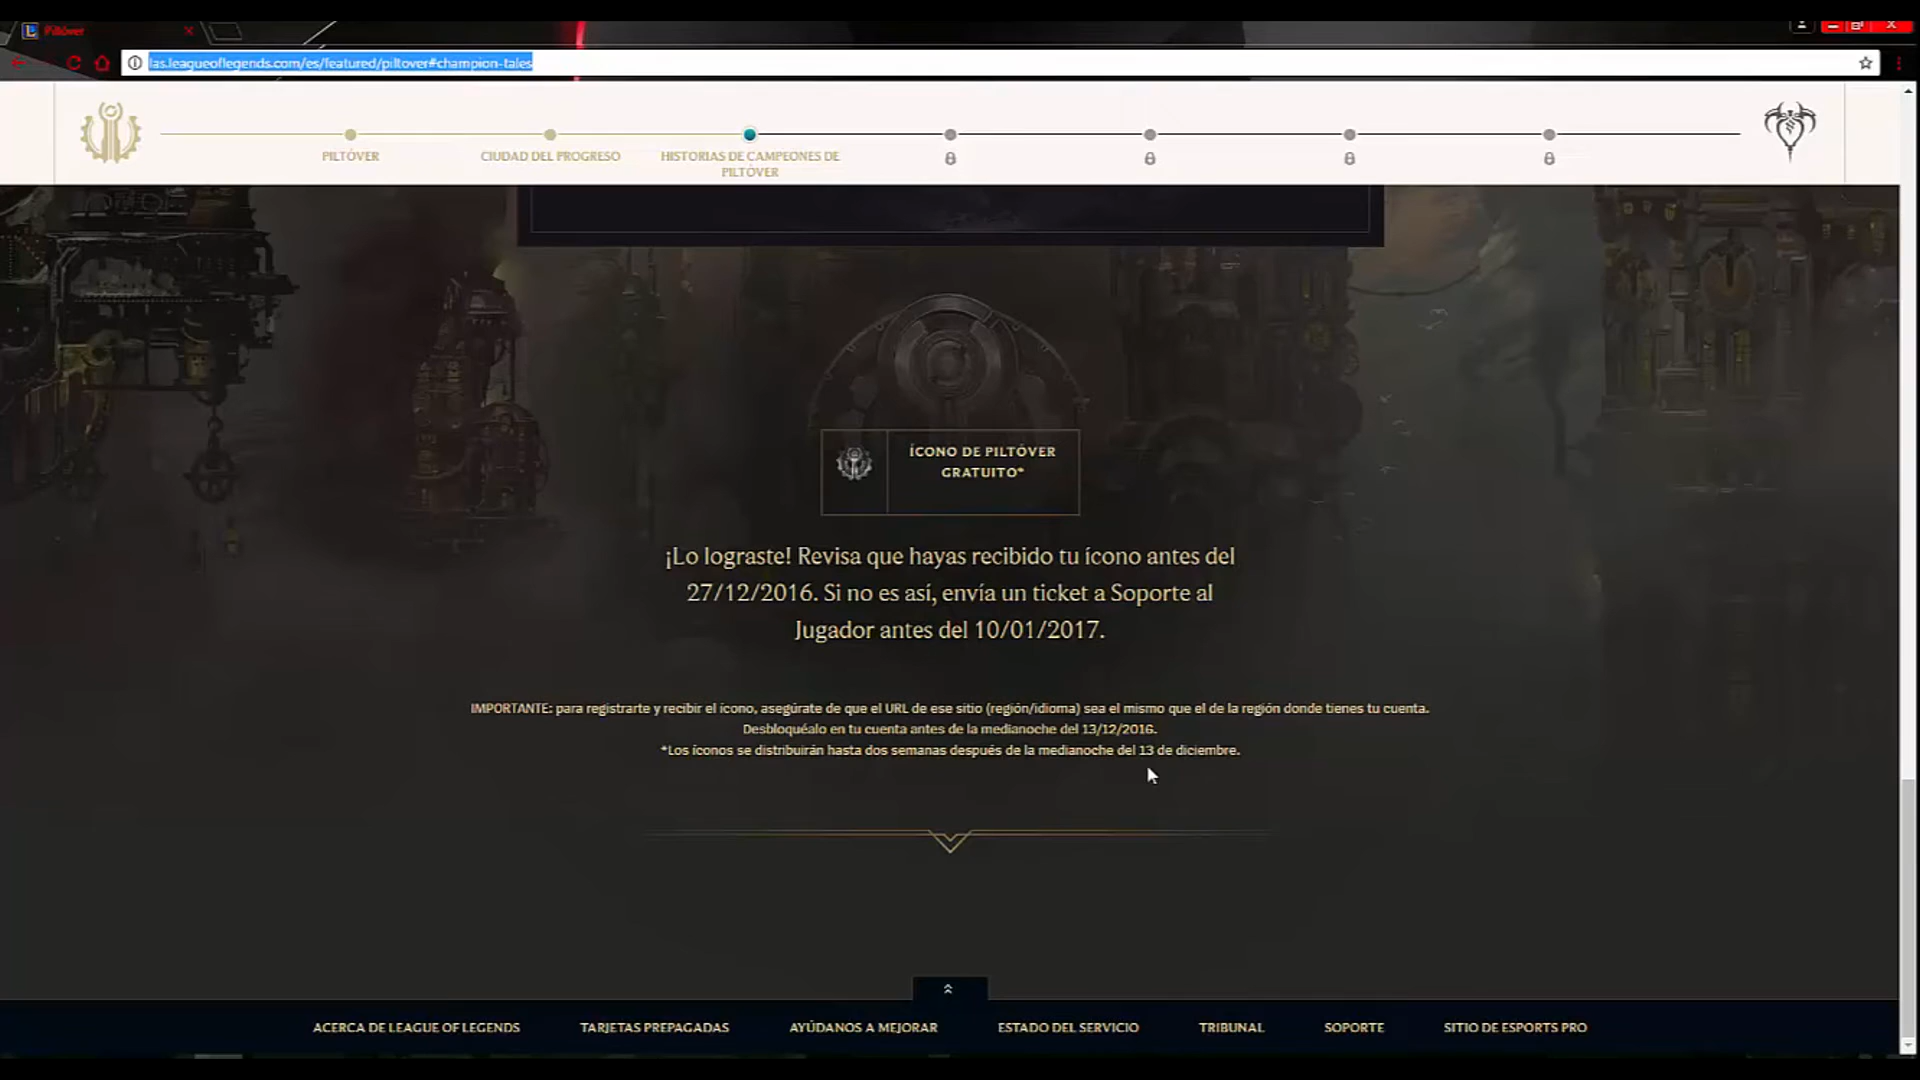 Piltóver
las.leagueoflegends.com/es/featured/piltover#champion-tales
PILTÓVER
CIUDAD DEL PROGRESO
HISTORIAS DE CAMPEONES DE
PILTÓVER
ÍCONO DE PILTÓVER
GRATUITO*
¡Lo lograste! Revisa que hayas recibido tu ícono antes del
27/12/2016. Si no es así, envía un ticket a Soporte al
Jugador antes del 10/01/2017.
IMPORTANTE: para registrarte y recibir el ícono, asegúrate de que el URL de ese sitio (región/idioma) sea el mismo que el de la región donde tienes tu cuenta.
Desbloquéalo en tu cuenta antes de la medianoche del 13/12/2016.
*Los íconos se distribuirán hasta dos semanas después de la medianoche del 13 de diciembre.
ACERCA DE LEAGUE OF LEGENDS
TARJETAS PREPAGADAS
AYÚDANOS A MEJORAR
ESTADO DEL SERVICIO
TRIBUNAL
SOPORTE
SITIO DE ESPORTS PRO